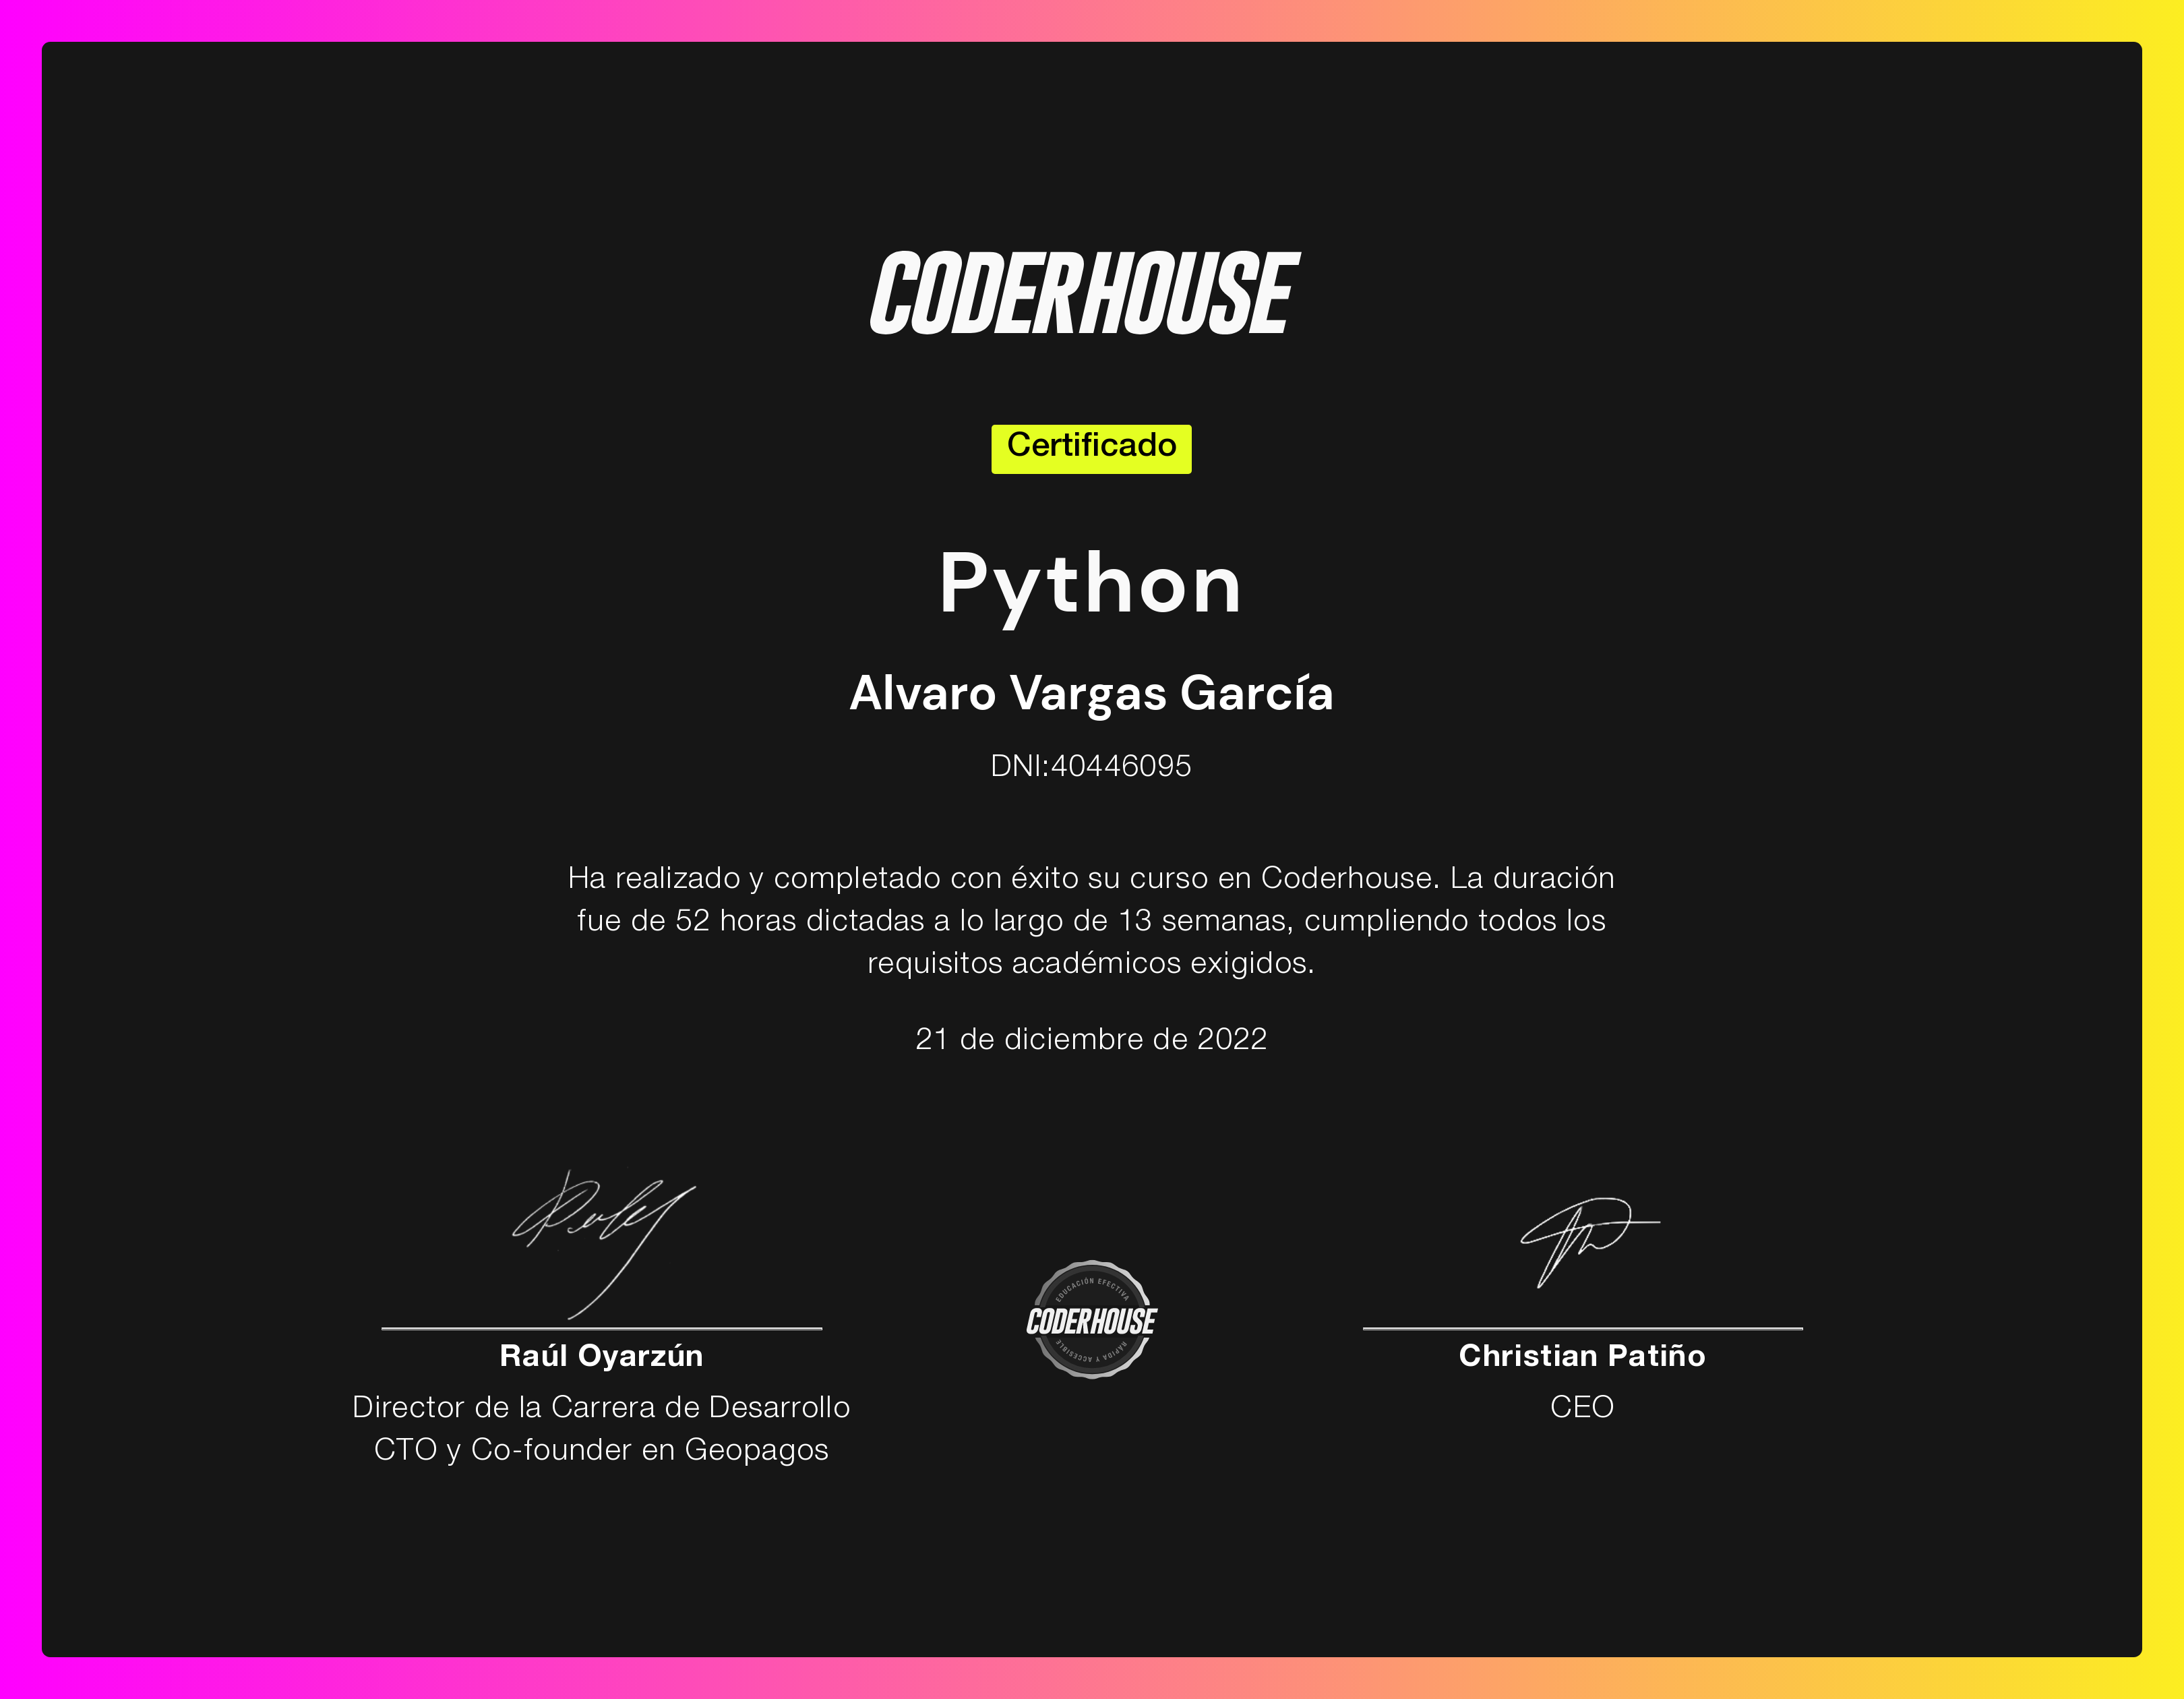 CODERHOUSE
Certificado
Python
Alvaro Vargas García
DNI:40446095
Ha realizado y completado con éxito su curso en Coderhouse. La duración
fue de 52 horas dictadas a lo largo de 13 semanas, cumpliendo todos los
requisitos académicos exigidos.
21 de diciembre de 2022
EDUCACIÓN EFECTIVA
CODERHOUSE
RÁPIDA Y ACCESIBLE
Raúl Oyarzún
Director de la Carrera de Desarrollo
CTO y Co-founder en Geopagos
Christian Patiño
CEO